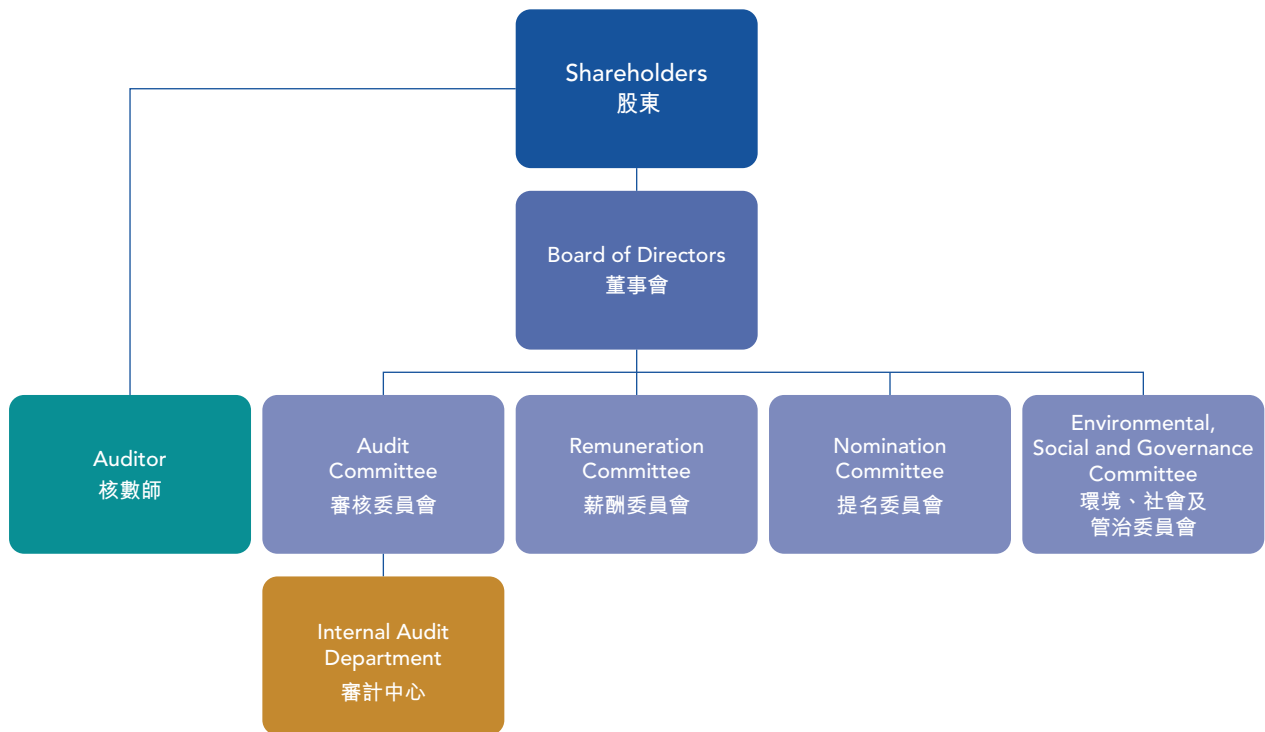 Shareholders
股東
Board of Directors
董事會
Auditor
核數師
Audit
Committee
審核委員會
Remuneration
Committee
薪酬委員會
Nomination
Committee
提名委員會
Environmental,
Social and Governance
Committee
環境、社會及
管治委員會
Internal Audit
Department
審計中心